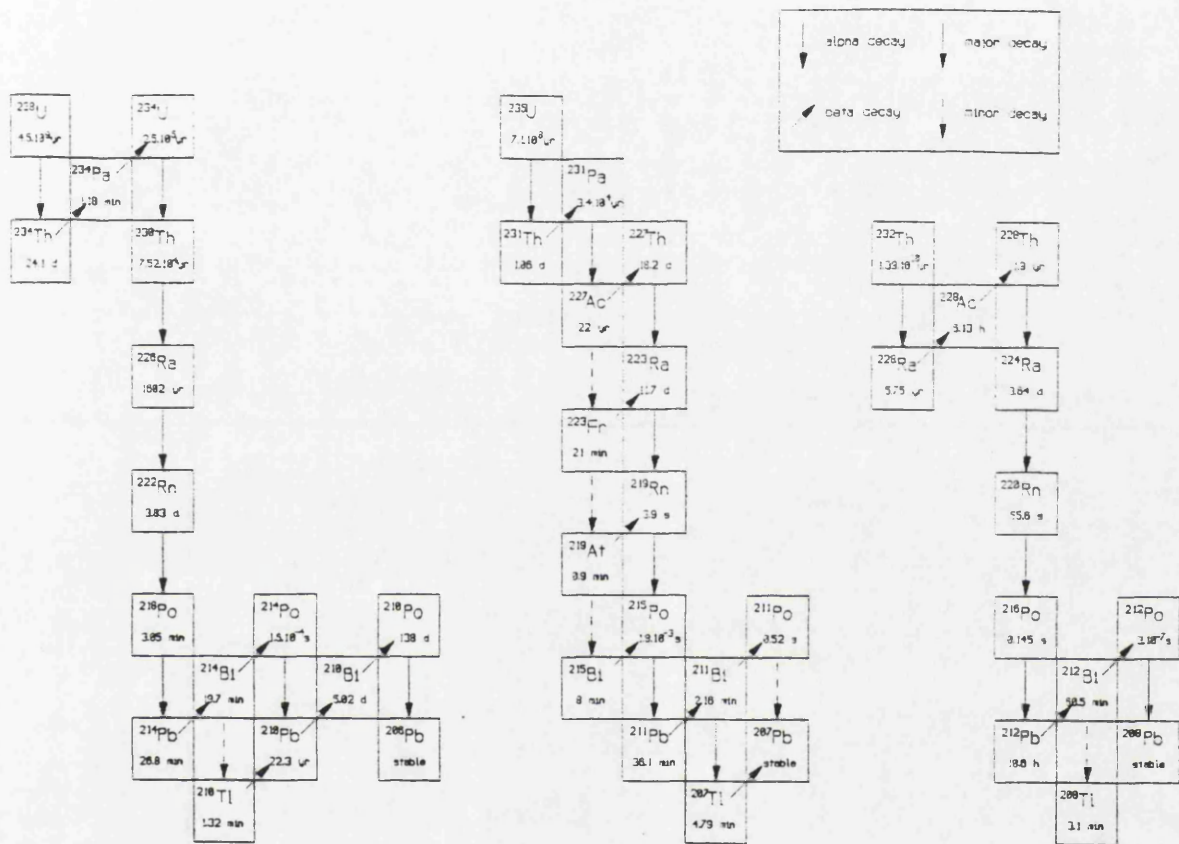 alpha decay
major decay
beta decay
minor decay
²³⁸U
4.5.10⁹ yr
²³⁴U
2.5.10⁵ yr
²³⁴Pa
1.18 min
²³⁴Th
24.1 d
²³⁰Th
7.52.10⁴ yr
²²⁶Ra
1602 yr
²²²Rn
3.83 d
²¹⁸Po
3.05 min
²¹⁴Po
1.6.10⁻⁴ s
²¹⁰Po
138 d
²¹⁴Bi
19.7 min
²¹⁰Bi
5.02 d
²¹⁴Pb
26.8 min
²¹⁰Pb
22.3 yr
²⁰⁶Pb
stable
²¹⁰Tl
1.32 min
²³⁵U
7.1.10⁸ yr
²³¹Pa
3.4.10⁴ yr
²³¹Th
1.06 d
²²⁷Th
18.2 d
²²⁷Ac
22 yr
²²³Ra
11.7 d
²²³Fr
21 min
²¹⁹Rn
3.9 s
²¹⁹At
0.9 min
²¹⁵Po
1.8.10⁻³ s
²¹¹Po
0.52 s
²¹⁵Bi
8 min
²¹¹Bi
2.16 min
²¹¹Pb
36.1 min
²⁰⁷Pb
stable
²⁰⁷Tl
4.79 min
²³²Th
²²⁸Th
1.9 yr
²²⁸Ac
6.13 h
²²⁸Ra
5.75 yr
²²⁴Ra
3.64 d
²²⁰Rn
55.6 s
²¹⁶Po
0.145 s
²¹²Po
3.10⁻⁷ s
²¹²Bi
60.5 min
²¹²Pb
10.6 h
²⁰⁸Pb
stable
²⁰⁸Tl
3.1 min